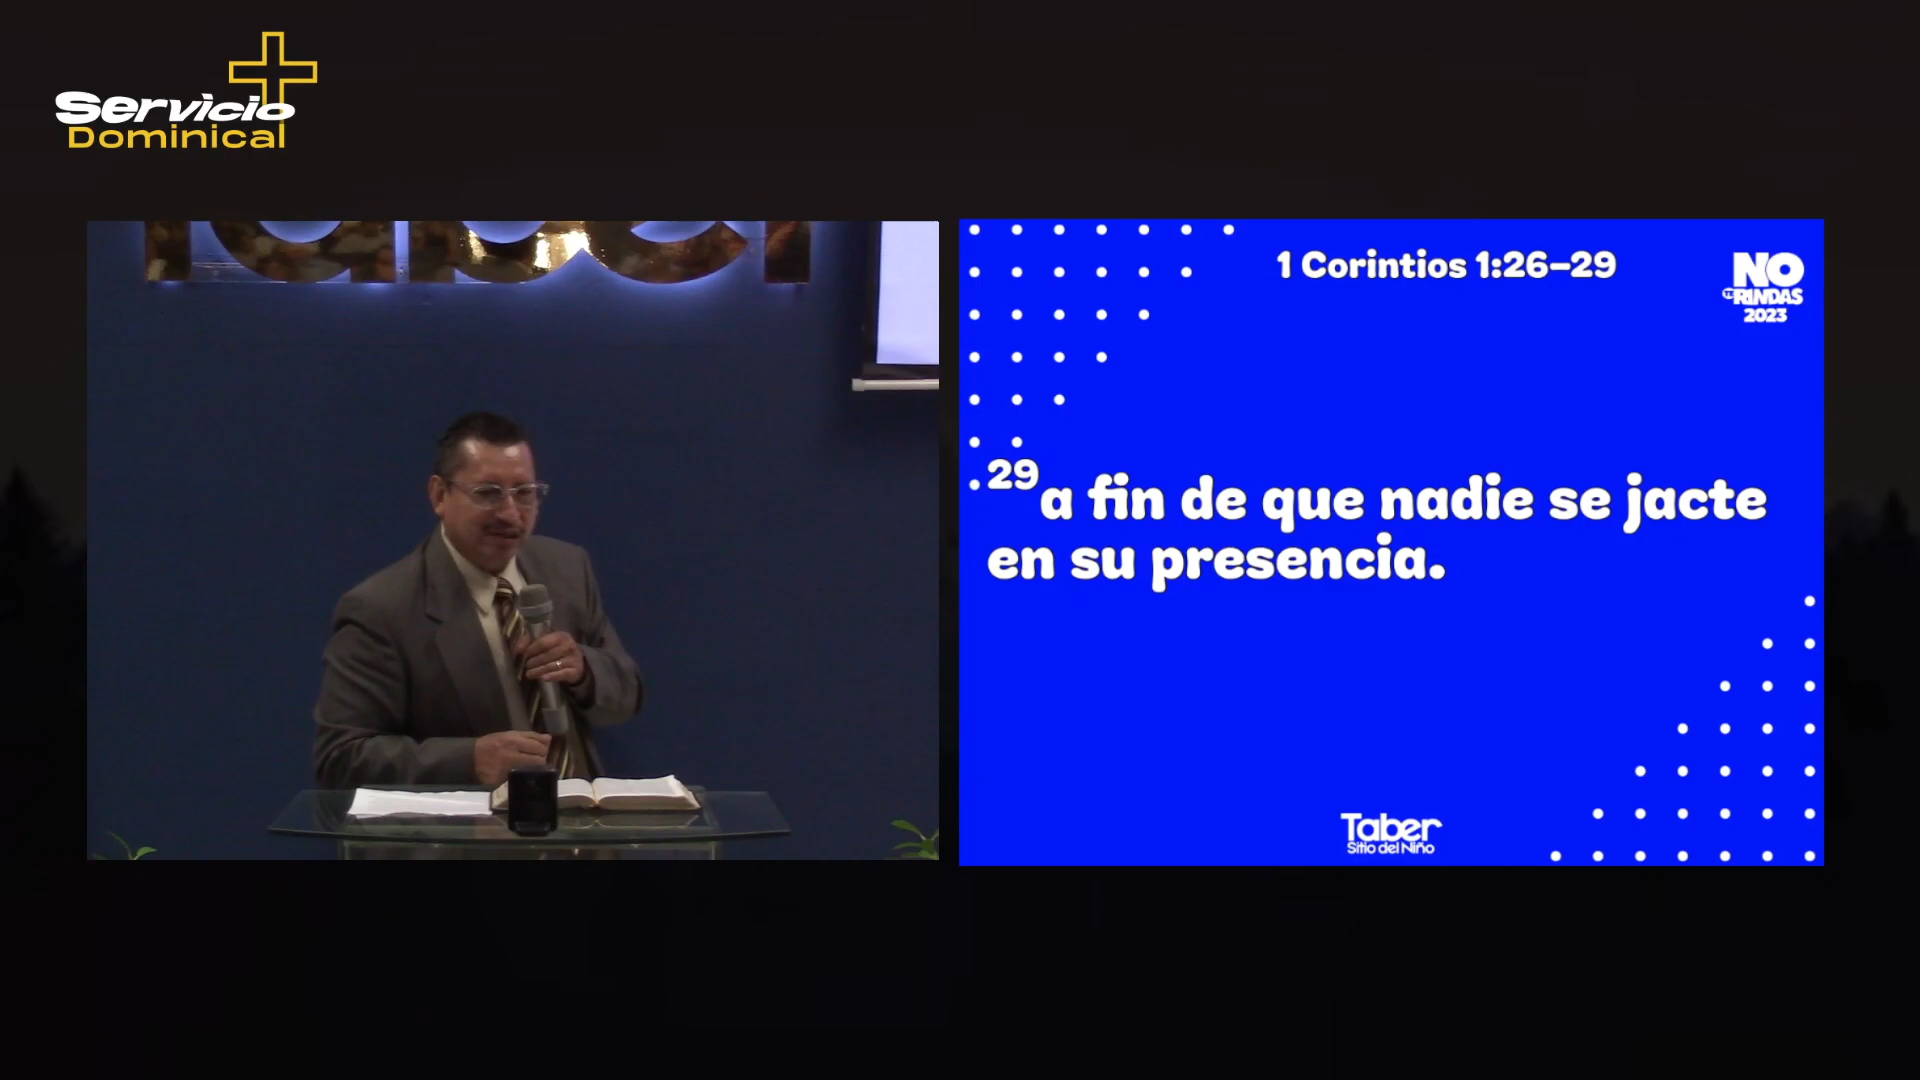 Servicio
Dominical
Taber
1 Corintios 1:26–29
NO
TE RINDAS
2023
29 a fin de que nadie se jacte
en su presencia.
Taber
Sitio del Niño